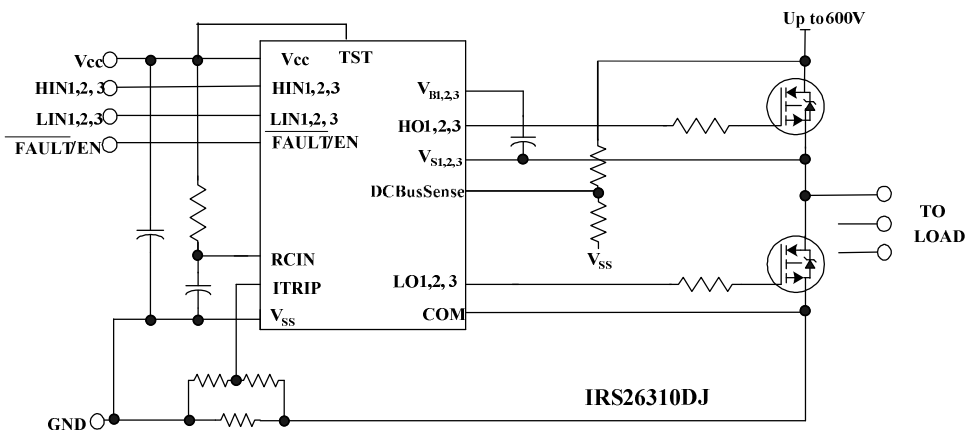 Up to 600V
Vcc
Vcc
TST
HIN1,2, 3
HIN1,2,3
VB1,2,3
LIN1,2,3
LIN1,2, 3
HO1,2,3
FAULT/EN
FAULT/EN
VS1,2,3
DCBusSense
TO
LOAD
RCIN
VSS
ITRIP
LO1,2, 3
VSS
COM
IRS26310DJ
GND